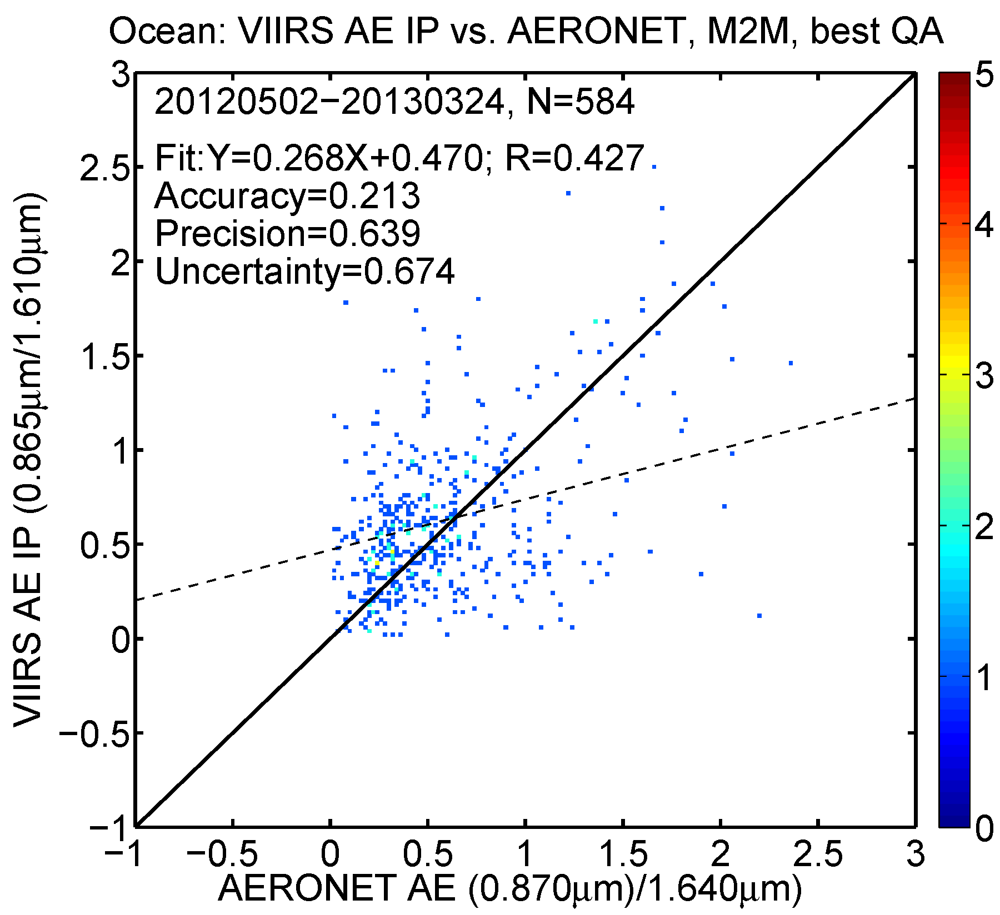 Ocean: VIIRS AE IP vs. AERONET, M2M, best QA
20120502−20130324, N=584
Fit:Y=0.268X+0.470; R=0.427
Accuracy=0.213
Precision=0.639
Uncertainty=0.674
VIIRS AE IP (0.865μm/1.610μm)
3
2.5
2
1.5
1
0.5
0
−0.5
−1
−1 −0.5 0 0.5 1 1.5 2 2.5 3
AERONET AE (0.870μm)/1.640μm)
5
4
3
2
1
0